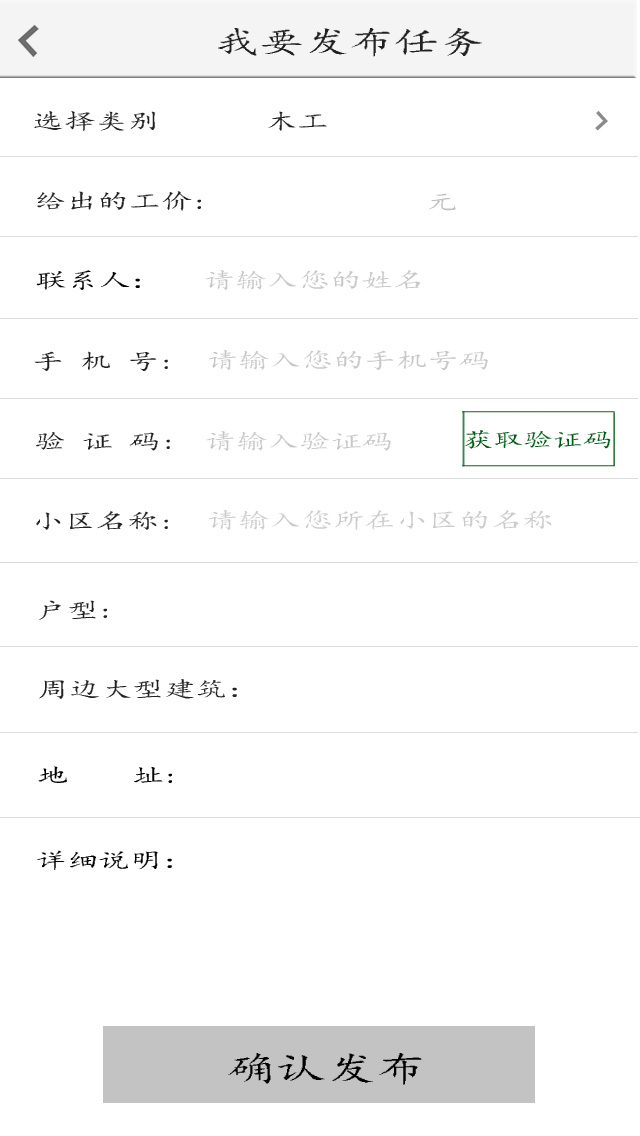 我要发布任务
选择类别 木工
给出的工价: 元
联系人: 请输入您的姓名
手 机 号: 请输入您的手机号码
验 证 码: 请输入验证码 获取验证码
小区名称: 请输入您所在小区的名称
户型:
周边大型建筑:
地 址:
详细说明:
确认发布